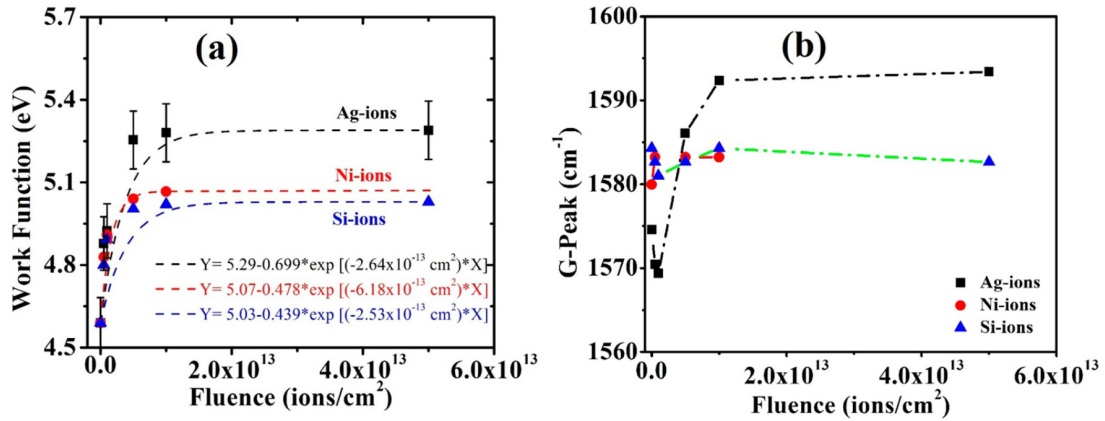 (a)
Work Function (eV)
5.7
5.4
5.1
4.8
4.5
Ag-ions
Ni-ions
Si-ions
Y= 5.29-0.699*exp [(-2.64x10⁻¹³ cm²)*X]
Y= 5.07-0.478*exp [(-6.18x10⁻¹³ cm²)*X]
Y= 5.03-0.439*exp [(-2.53x10⁻¹³ cm²)*X]
0.0 2.0x10¹³ 4.0x10¹³ 6.0x10¹³
Fluence (ions/cm²)
(b)
G-Peak (cm⁻¹)
1600
1590
1580
1570
1560
Ag-ions
Ni-ions
Si-ions
0.0 2.0x10¹³ 4.0x10¹³ 6.0x10¹³
Fluence (ions/cm²)